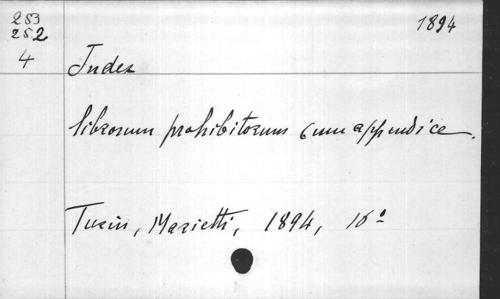 253
252
4
1894
Index
librorum prohibitorum cum appendice.
Turin, Marietti, 1894, 16°